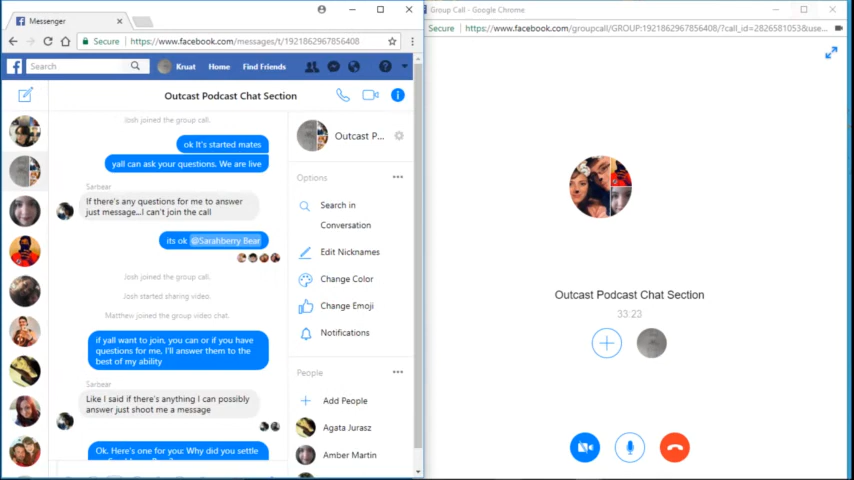 Messenger
Secure
https://www.facebook.com/messages/t/1921862967856408
Search
Kruat
Home
Find Friends
Outcast Podcast Chat Section
Josh joined the group call.
ok It's started mates
yall can ask your questions. We are live
Sarbear
If there's any questions for me to answer
just message...I can't join the call
its ok @Sarahberry Bear
Josh joined the group call.
Josh started sharing video.
Matthew joined the group video chat.
if yall want to join, you can or if you have
questions for me, I'll answer them to the
best of my ability
Sarbear
Like I said if there's anything I can possibly
answer just shoot me a message
Ok. Here's one for you: Why did you settle
Outcast P...
Options
Search in
Conversation
Edit Nicknames
Change Color
Change Emoji
Notifications
People
Add People
Agata Jurasz
Amber Martin
Group Call - Google Chrome
Secure
https://www.facebook.com/groupcall/GROUP:1921862967856408/?call_id=2826581053&use...
Outcast Podcast Chat Section
33 23